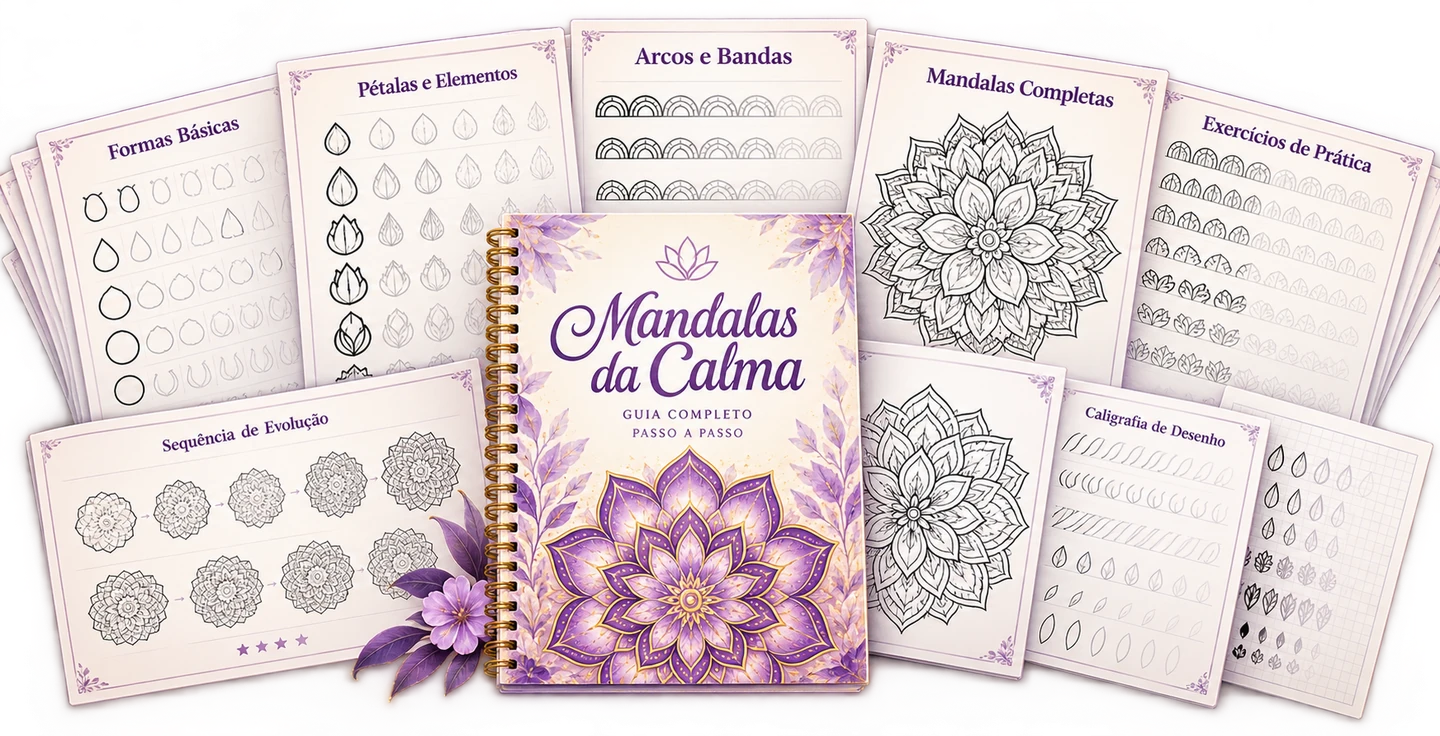 Formas Básicas
Pétalas e Elementos
Arcos e Bandas
Mandalas Completas
Exercícios de Prática
Mandalas
da Calma
GUIA COMPLETO
PASSO A PASSO
Sequência de Evolução
Caligrafia de Desenho